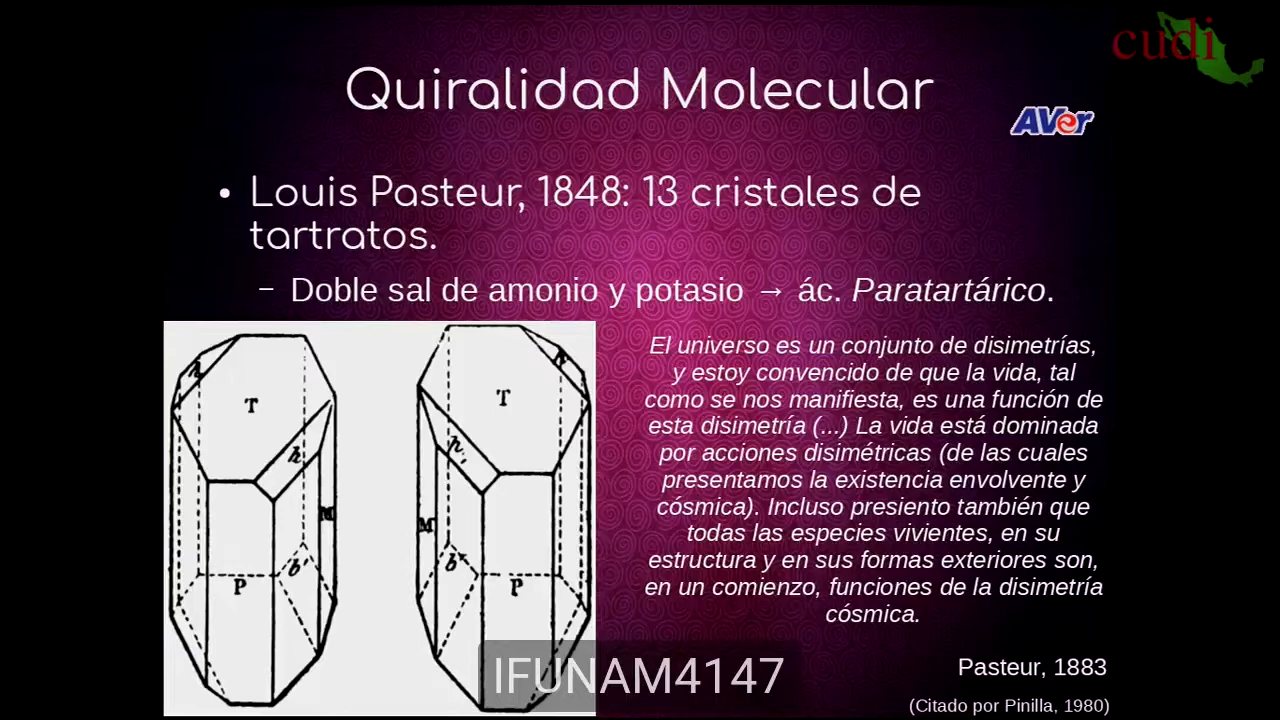 cudi
Quiralidad Molecular
AVer
• Louis Pasteur, 1848: 13 cristales de
tartratos.
– Doble sal de amonio y potasio → ác. Paratartárico.
El universo es un conjunto de disimetrías,
y estoy convencido de que la vida, tal
como se nos manifiesta, es una función de
esta disimetría (...) La vida está dominada
por acciones disimétricas (de las cuales
presentamos la existencia envolvente y
cósmica). Incluso presiento también que
todas las especies vivientes, en su
estructura y en sus formas exteriores son,
en un comienzo, funciones de la disimetría
cósmica.
h
T
h
M
b'
P
T
h
M
b'
P
IFUNAM4147
Pasteur, 1883
(Citado por Pinilla, 1980)